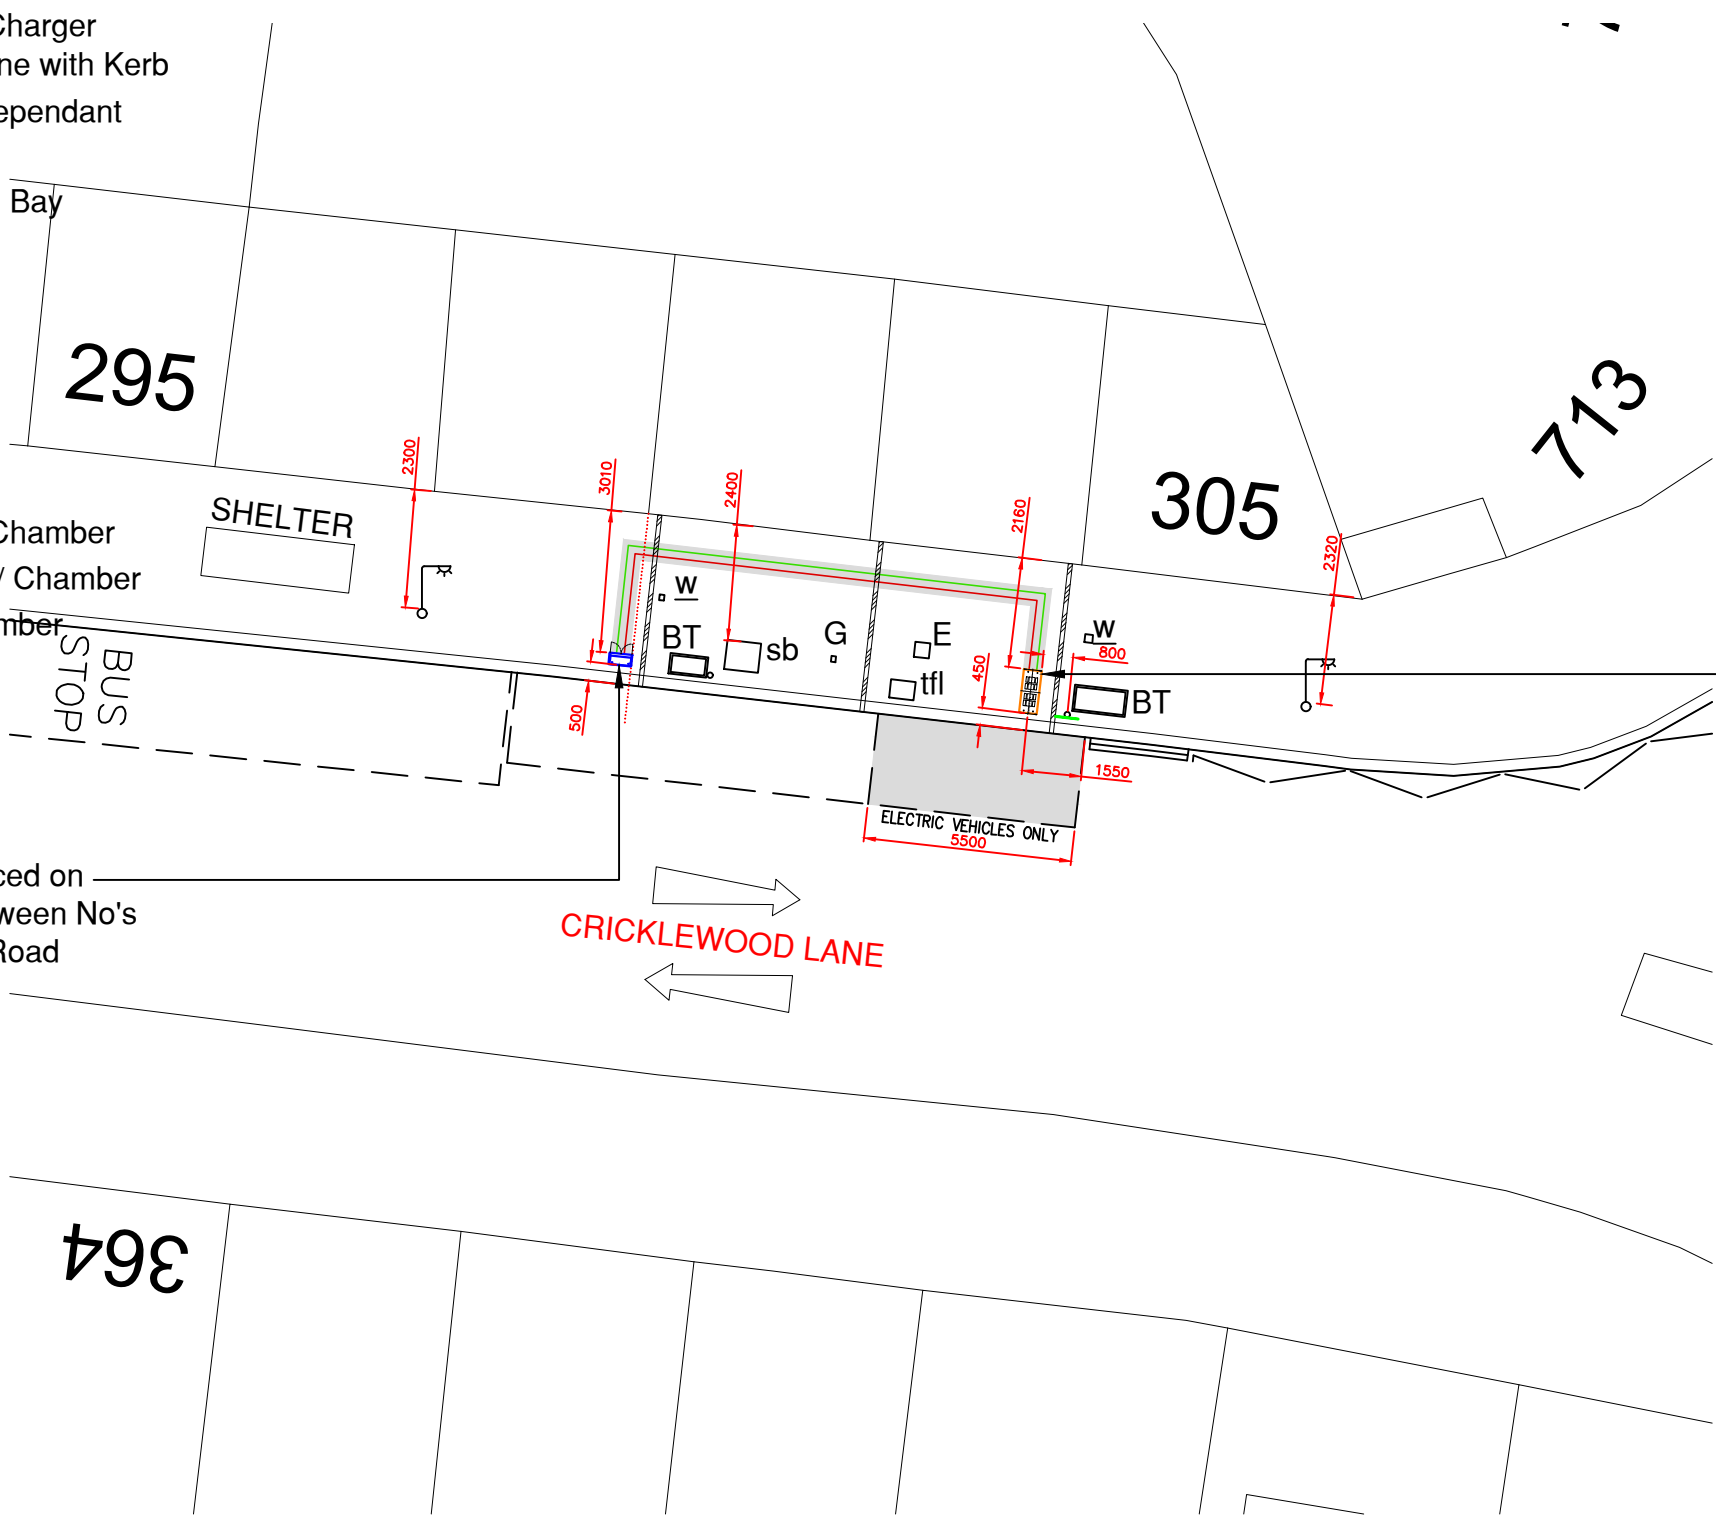 Charger
ne with Kerb
ependant
Bay
295
305
713
2300
3010
2400
2160
2320
SHELTER
Chamber
/ Chamber
mber
BUS
STOP
w
BT
sb
G
E
tfl
450
800
w
BT
500
1550
ELECTRIC VEHICLES ONLY
5500
ced on
ween No's
Road
CRICKLEWOOD LANE
364